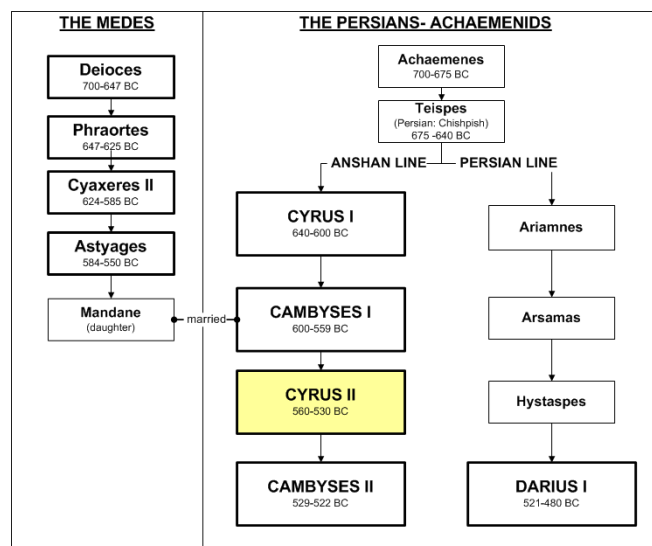 THE MEDES
Deioces
700-647 BC
Phraortes
647-625 BC
Cyaxeres II
624-585 BC
Astyages
584-550 BC
Mandane
(daughter)
married
THE PERSIANS- ACHAEMENIDS
Achaemenes
700-675 BC
Teispes
(Persian: Chishpish)
675 -640 BC
ANSHAN LINE
PERSIAN LINE
CYRUS I
640-600 BC
CAMBYSES I
600-559 BC
CYRUS II
560-530 BC
CAMBYSES II
529-522 BC
Ariamnes
Arsamas
Hystaspes
DARIUS I
521-480 BC